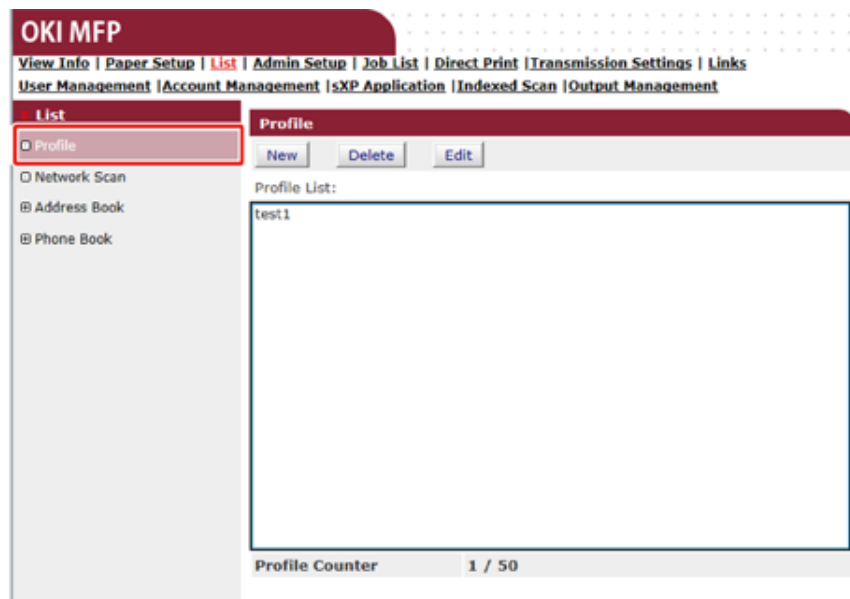 OKI MFP
View Info | Paper Setup | List | Admin Setup | Job List | Direct Print |Transmission Settings | Links
User Management |Account Management |sXP Application |Indexed Scan |Output Management
List
Profile
Network Scan
Address Book
Phone Book
Profile
New Delete Edit
Profile List:
test1
Profile Counter 1 / 50